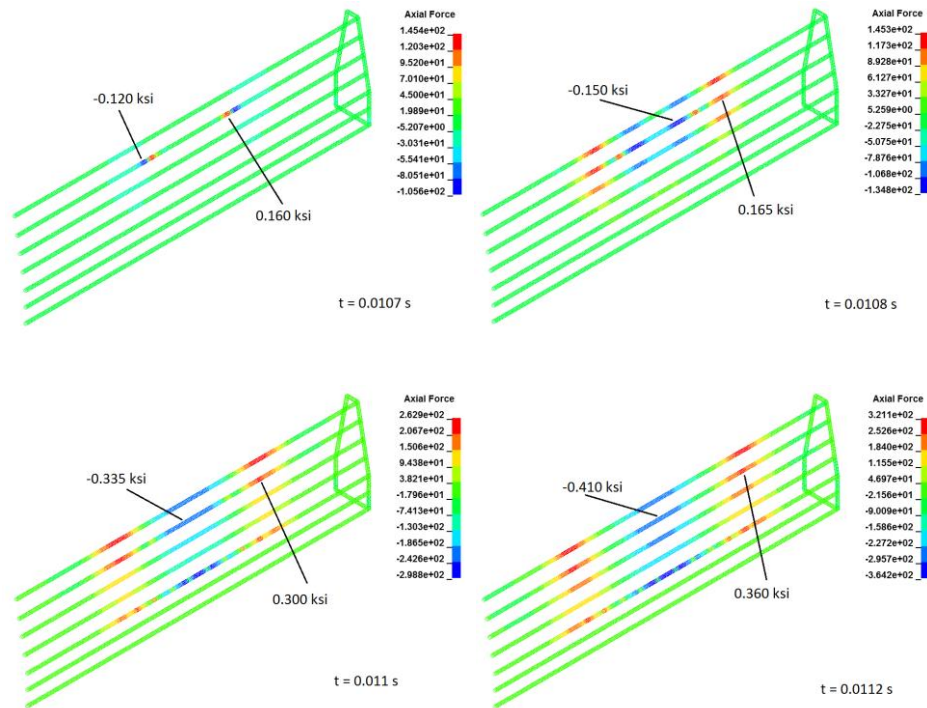 Axial Force
1.454e+02
1.203e+02
9.520e+01
7.010e+01
4.500e+01
1.989e+01
-5.207e+00
-3.031e+01
-5.541e+01
-8.051e+01
-1.056e+02
-0.120 ksi
0.160 ksi
t = 0.0107 s
Axial Force
1.453e+02
1.173e+02
8.928e+01
6.127e+01
3.327e+01
5.259e+00
-2.275e+01
-5.075e+01
-7.876e+01
-1.068e+02
-1.348e+02
-0.150 ksi
0.165 ksi
t = 0.0108 s
Axial Force
2.629e+02
2.067e+02
1.506e+02
9.438e+01
3.821e+01
-1.796e+01
-7.413e+01
-1.303e+02
-1.865e+02
-2.426e+02
-2.988e+02
-0.335 ksi
0.300 ksi
t = 0.011 s
Axial Force
3.211e+02
2.526e+02
1.840e+02
1.155e+02
4.697e+01
-2.156e+01
-9.009e+01
-1.586e+02
-2.272e+02
-2.957e+02
-3.642e+02
-0.410 ksi
0.360 ksi
t = 0.0112 s